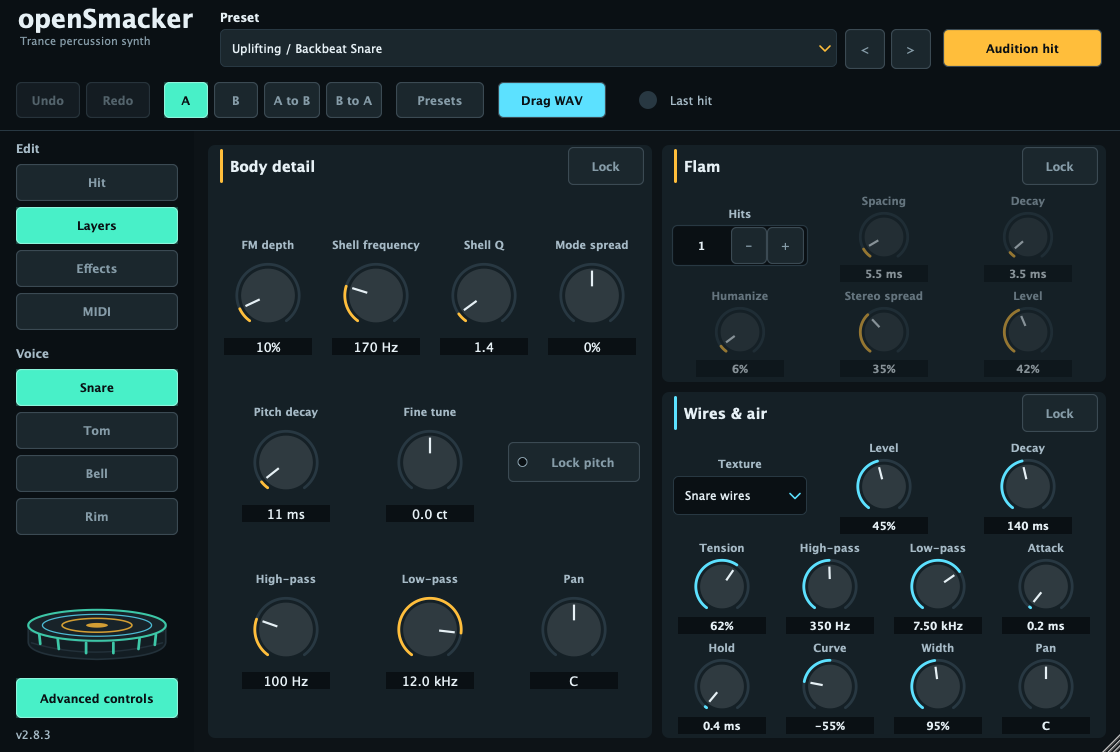 openSmacker
Trance percussion synth
Preset
Uplifting / Backbeat Snare
<
>
Audition hit
Undo
Redo
A
B
A to B
B to A
Presets
Drag WAV
Last hit
Edit
Hit
Layers
Effects
MIDI
Voice
Snare
Tom
Bell
Rim
Advanced controls
v2.8.3
Body detail
Lock
FM depth
Shell frequency
Shell Q
Mode spread
10%
170 Hz
1.4
0%
Pitch decay
Fine tune
Lock pitch
11 ms
0.0 ct
High-pass
Low-pass
Pan
100 Hz
12.0 kHz
C
Flam
Lock
Hits
Spacing
Decay
1
-
+
5.5 ms
3.5 ms
Humanize
Stereo spread
Level
6%
35%
42%
Wires & air
Lock
Texture
Level
Decay
Snare wires
45%
140 ms
Tension
High-pass
Low-pass
Attack
62%
350 Hz
7.50 kHz
0.2 ms
Hold
Curve
Width
Pan
0.4 ms
-55%
95%
C